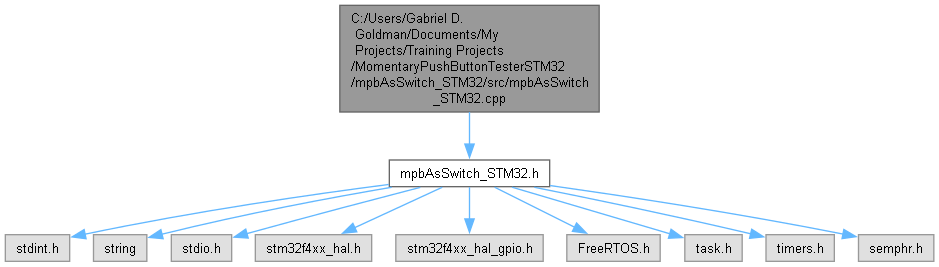 C:/Users/Gabriel D.
Goldman/Documents/My
Projects/Training Projects
/MomentaryPushButtonTesterSTM32
/mpbAsSwitch_STM32/src/mpbAsSwitch
_STM32.cpp
mpbAsSwitch_STM32.h
stdint.h
string
stdio.h
stm32f4xx_hal.h
stm32f4xx_hal_gpio.h
FreeRTOS.h
task.h
timers.h
semphr.h